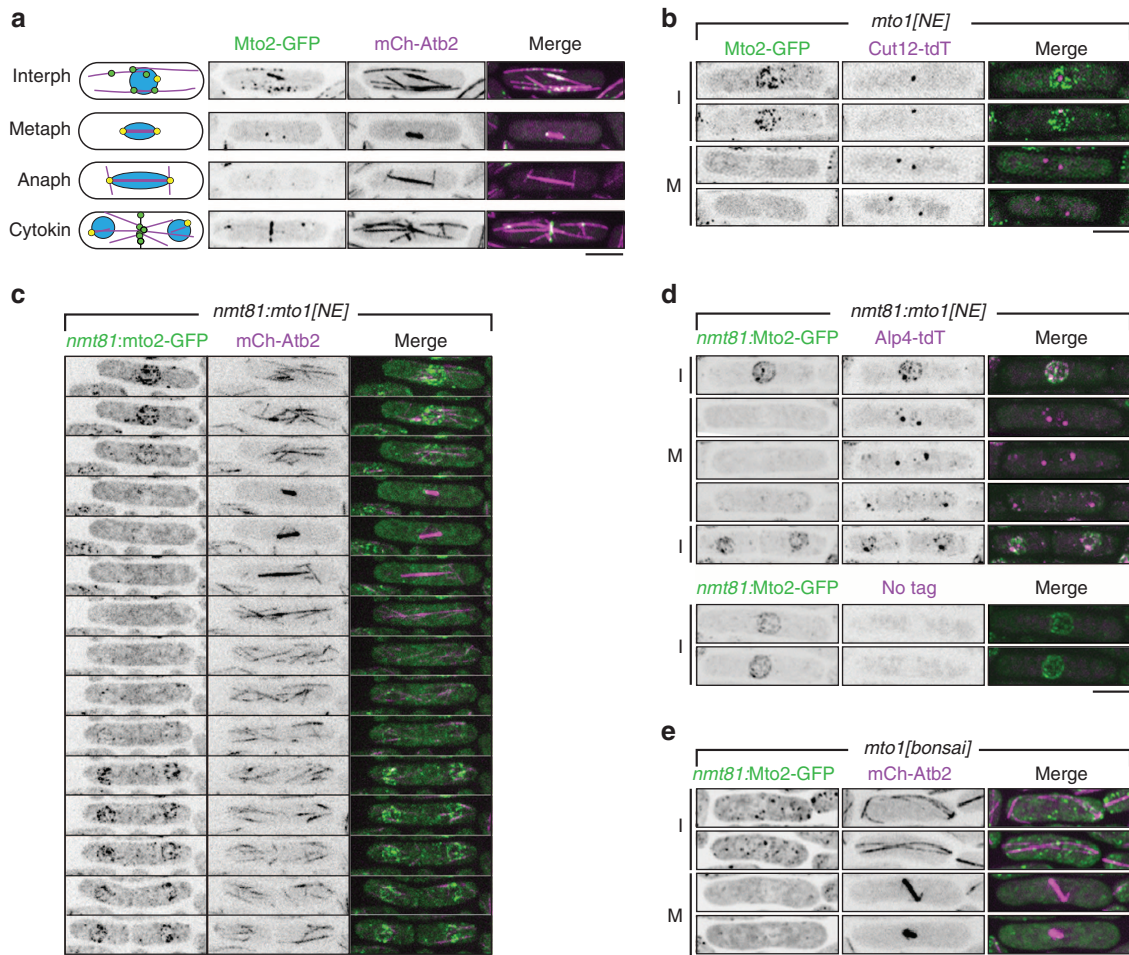 a
Mto2-GFP mCh-Atb2 Merge
Interph
Metaph
Anaph
Cytokin
b
mto1[NE]
Mto2-GFP Cut12-tdT Merge
I
M
c
nmt81:mto1[NE]
nmt81:mto2-GFP mCh-Atb2 Merge
d
nmt81:mto1[NE]
nmt81:Mto2-GFP Alp4-tdT Merge
I
M
I
nmt81:Mto2-GFP No tag Merge
I
e
mto1[bonsai]
nmt81:Mto2-GFP mCh-Atb2 Merge
I
M